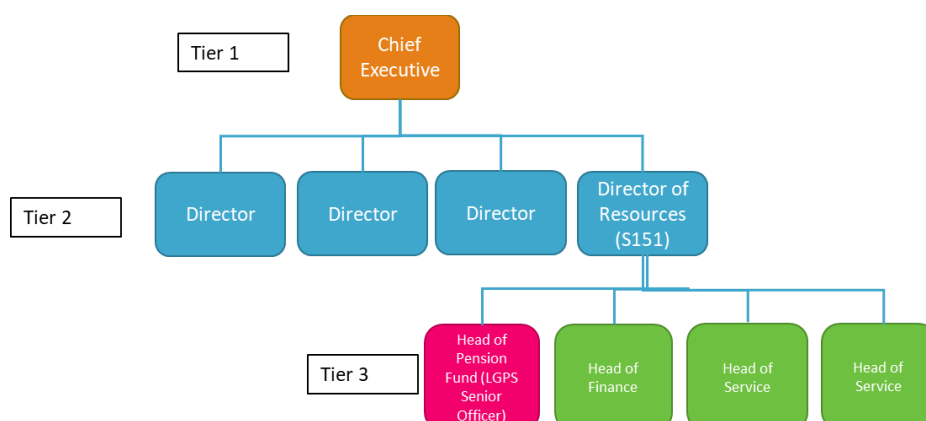 Tier 1
Chief
Executive
Tier 2
Director
Director
Director
Director of
Resources
(S151)
Tier 3
Head of
Pension
Fund (LGPS
Senior
Officer)
Head of
Finance
Head of
Service
Head of
Service